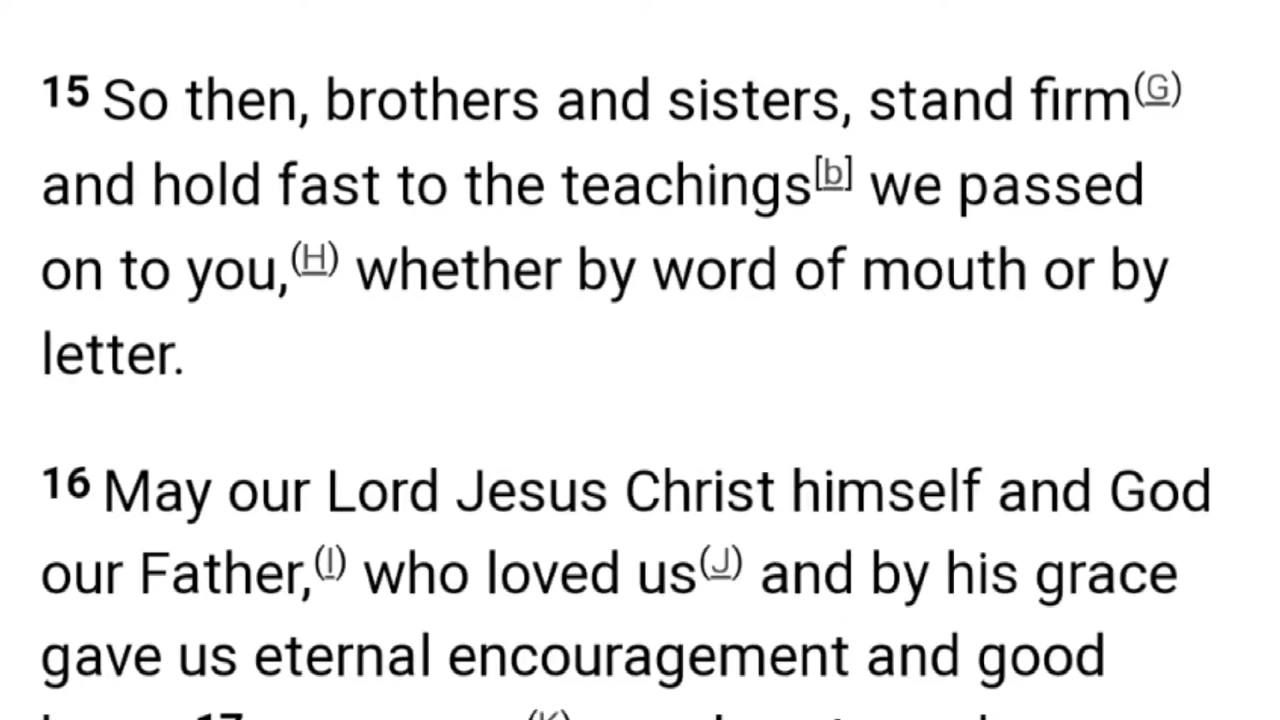 15 So then, brothers and sisters, stand firm(G)
and hold fast to the teachings[b] we passed
on to you,(H) whether by word of mouth or by
letter.
16 May our Lord Jesus Christ himself and God
our Father,(I) who loved us(J) and by his grace
gave us eternal encouragement and good
17 (K)